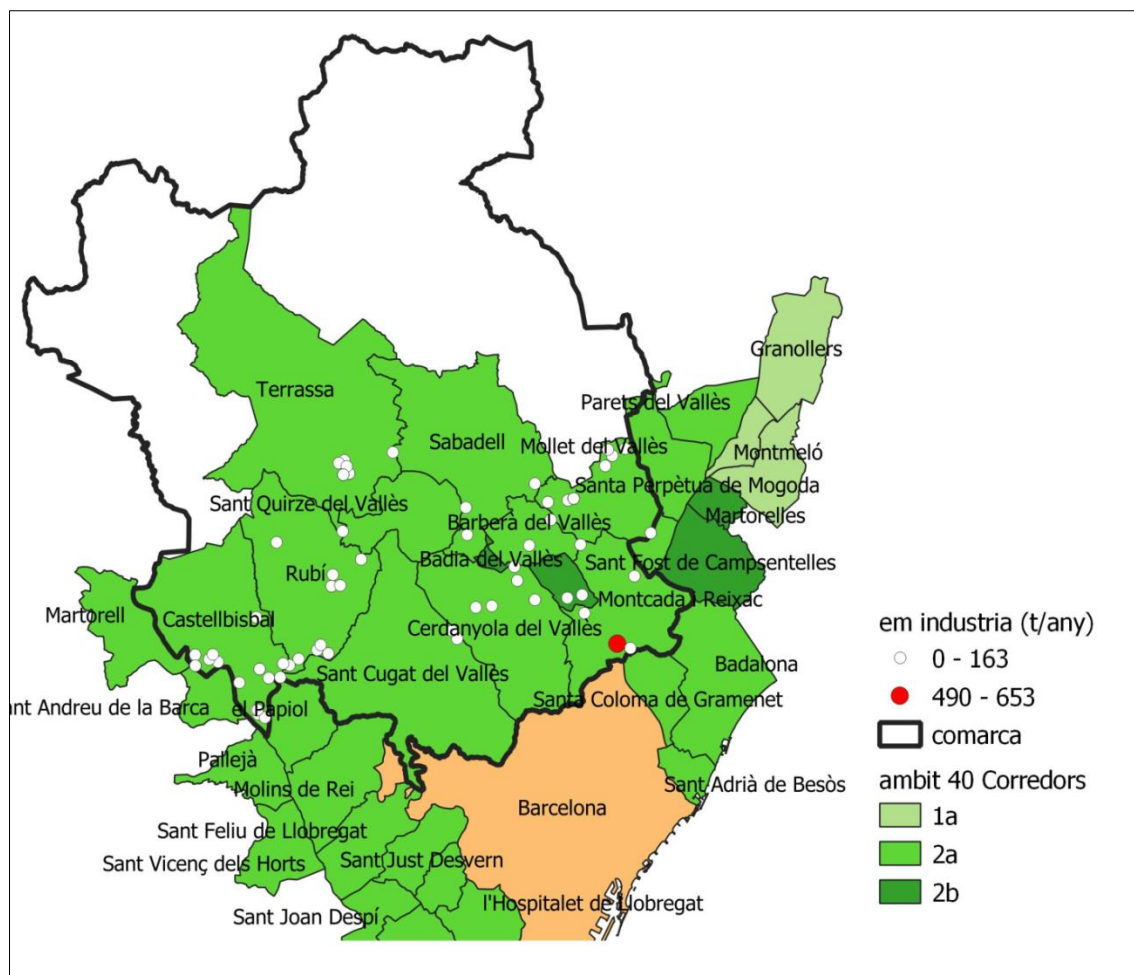 Granollers
Terrassa
Parets del Vallès
Sabadell
Mollet del Vallès
Montmeló
Santa Perpètua de Mogoda
Sant Quirze del Vallès
Martorelles
Barberà del Vallès
Badia del Vallès
Sant Fost de Campsentelles
Rubí
Montcada i Reixac
Martorell
Castellbisbal
Cerdanyola del Vallès
Badalona
Sant Cugat del Vallès
Santa Coloma de Gramenet
nt Andreu de la Barca
el Papiol
Pallejà
Molins de Rei
Sant Adrià de Besòs
Barcelona
Sant Feliu de Llobregat
Sant Vicenç dels Horts
Sant Just Desvern
l'Hospitalet de Llobregat
Sant Joan Despí
em industria (t/any)
0 - 163
490 - 653
comarca
ambit 40 Corredors
1a
2a
2b